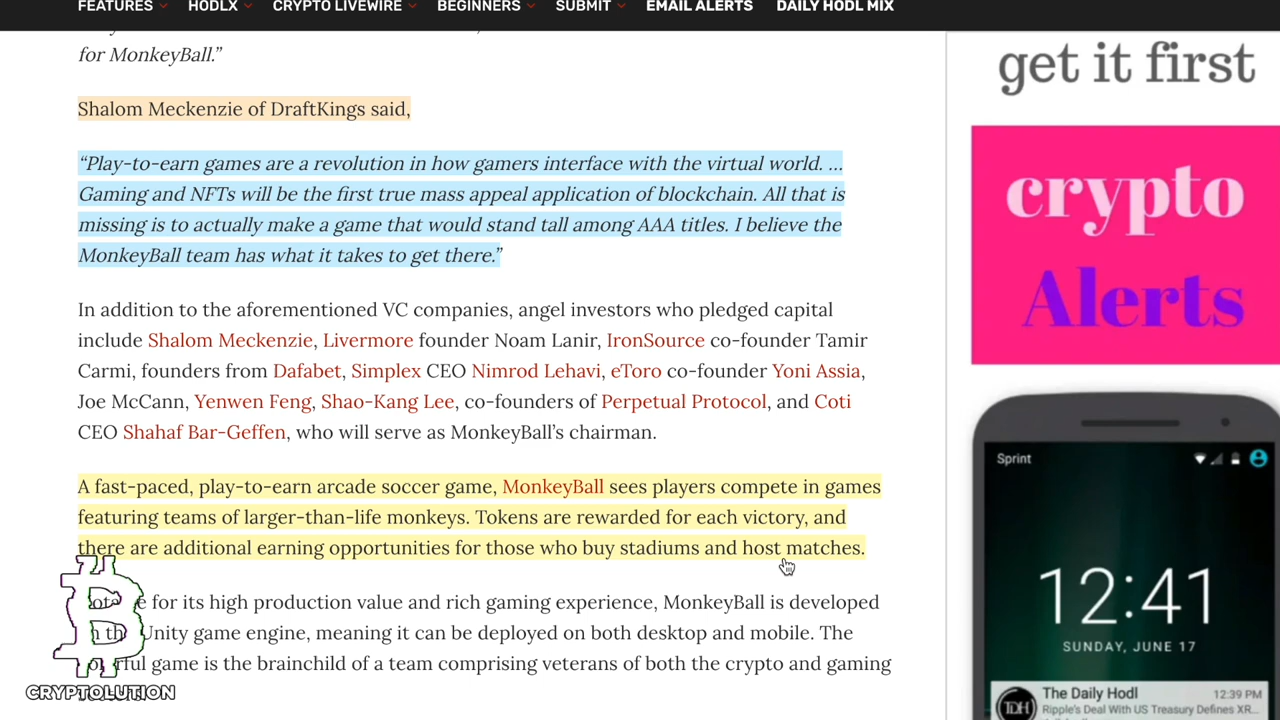 FEATURES HODLX CRYPTO LIVEWIRE BEGINNERS SUBMIT EMAIL ALERTS DAILY HODL MIX
for MonkeyBall.”
Shalom Meckenzie of DraftKings said,
“Play-to-earn games are a revolution in how gamers interface with the virtual world. …
Gaming and NFTs will be the first true mass appeal application of blockchain. All that is
missing is to actually make a game that would stand tall among AAA titles. I believe the
MonkeyBall team has what it takes to get there.”
In addition to the aforementioned VC companies, angel investors who pledged capital
include Shalom Meckenzie, Livermore founder Noam Lanir, IronSource co-founder Tamir
Carmi, founders from Dafabet, Simplex CEO Nimrod Lehavi, eToro co-founder Yoni Assia,
Joe McCann, Yenwen Feng, Shao-Kang Lee, co-founders of Perpetual Protocol, and Coti
CEO Shahaf Bar-Geffen, who will serve as MonkeyBall’s chairman.
A fast-paced, play-to-earn arcade soccer game, MonkeyBall sees players compete in games
featuring teams of larger-than-life monkeys. Tokens are rewarded for each victory, and
there are additional earning opportunities for those who buy stadiums and host matches.
for its high production value and rich gaming experience, MonkeyBall is developed
Unity game engine, meaning it can be deployed on both desktop and mobile. The
game is the brainchild of a team comprising veterans of both the crypto and gaming
CRYPTOLUTION
get it first
crypto
Alerts
Sprint
12:41
SUNDAY, JUNE 17
The Daily Hodl 12:39 PM
TDH
Ripple's Deal With US Treasury Defines XR...